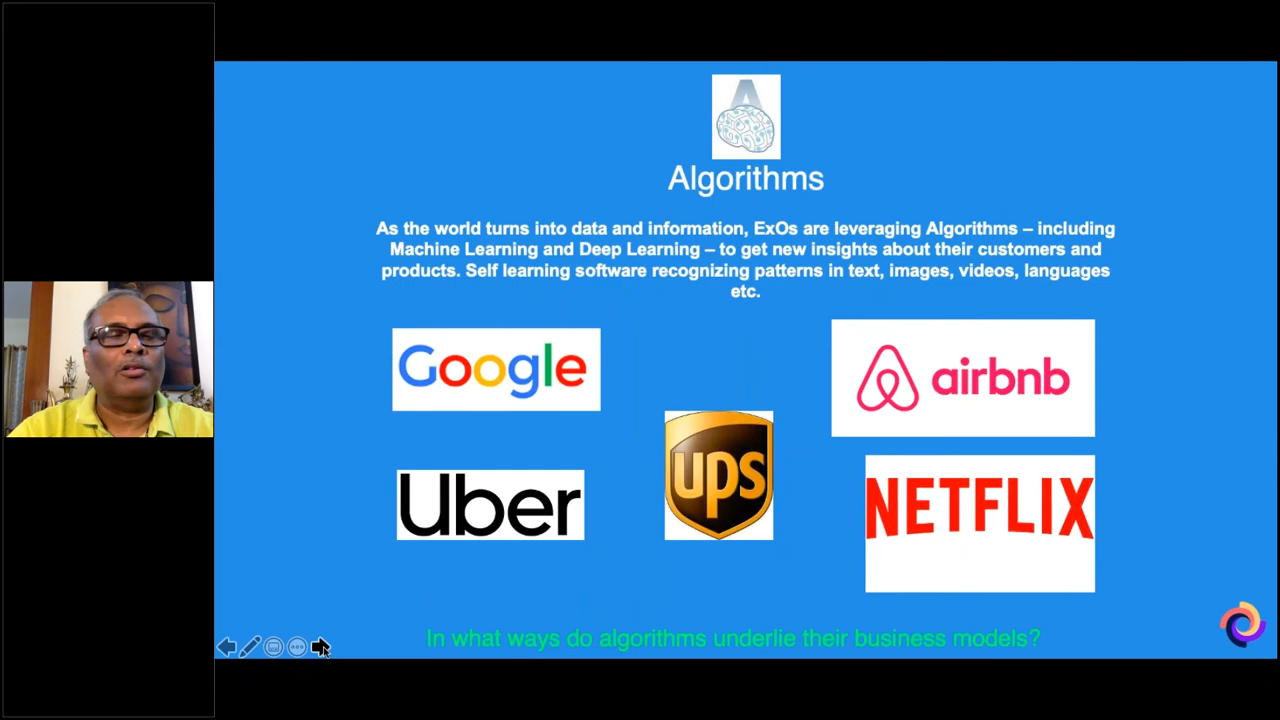 Algorithms
As the world turns into data and information, ExOs are leveraging Algorithms – including
Machine Learning and Deep Learning – to get new insights about their customers and
products. Self learning software recognizing patterns in text, images, videos, languages
etc.
Google
airbnb
ups
Uber
NETFLIX
In what ways do algorithms underlie their business models?